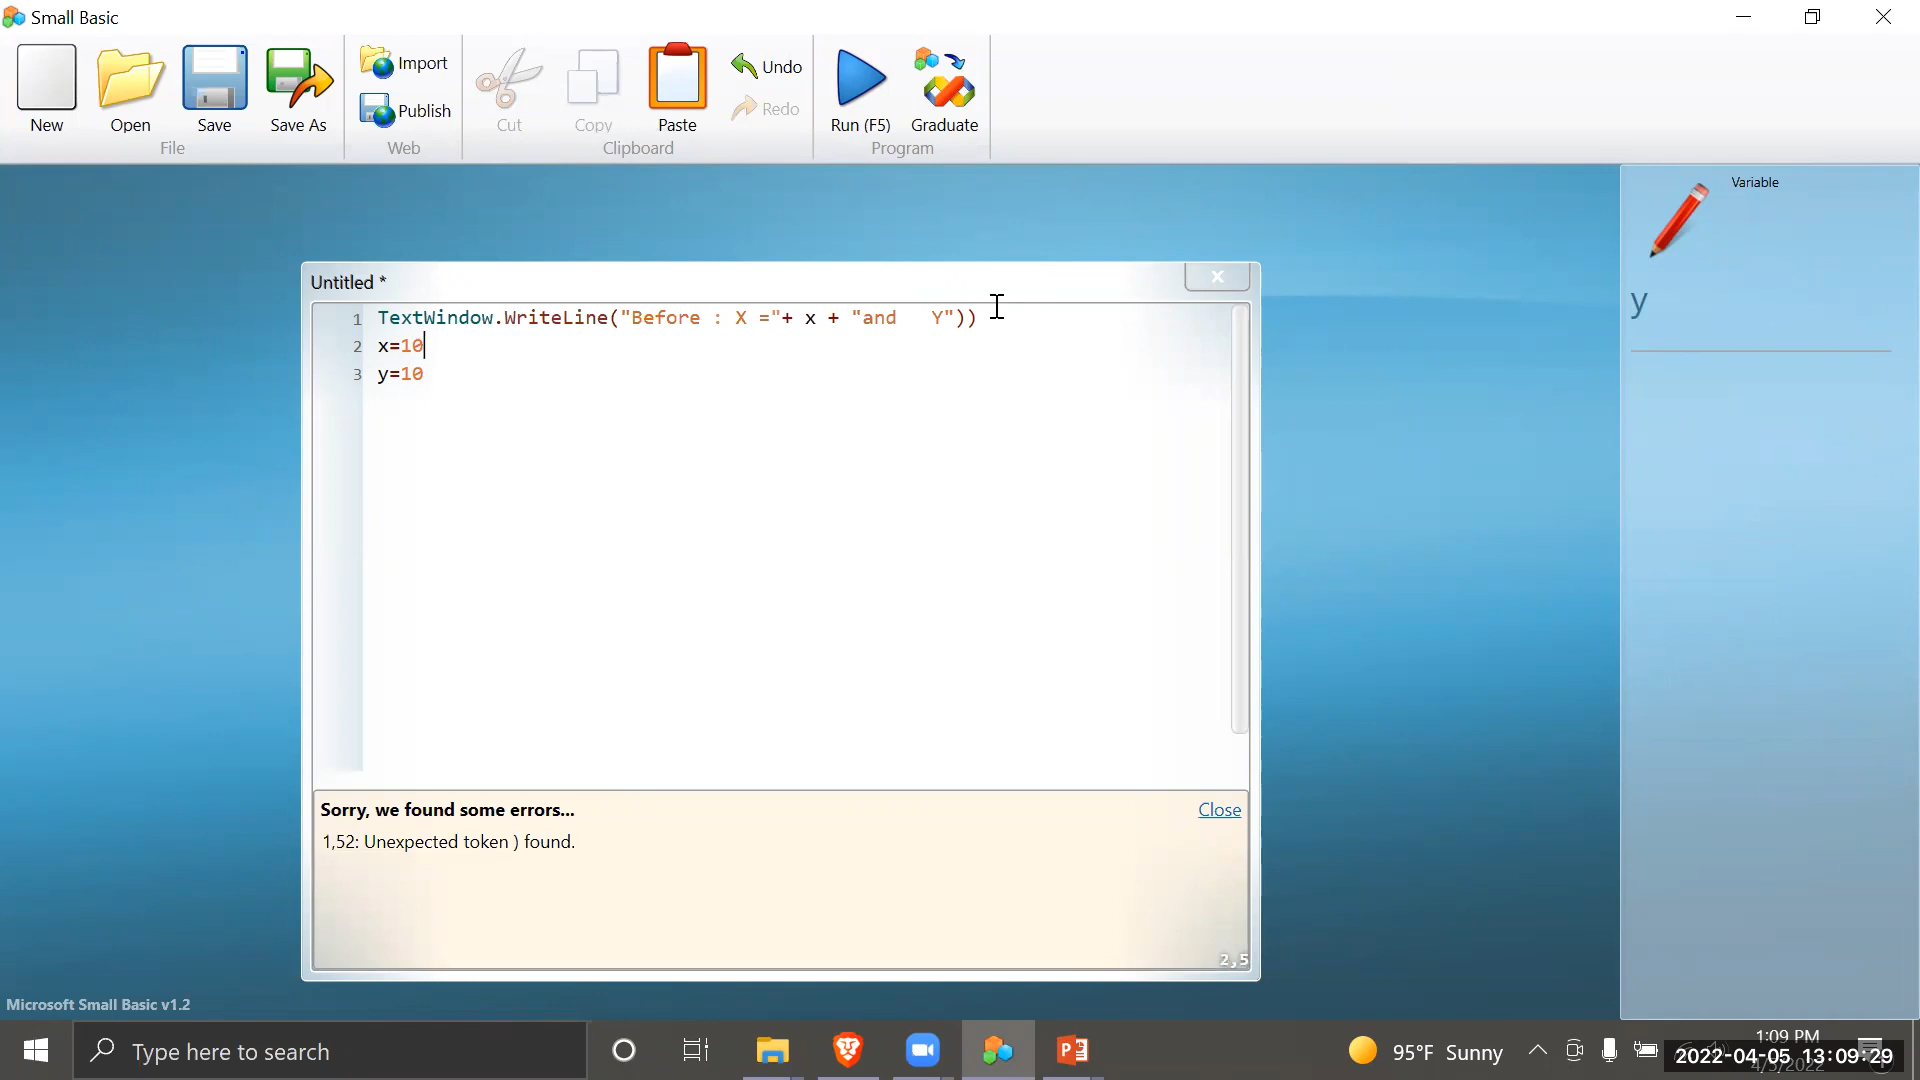 Small Basic
New
Open
Save
Save As
File
Import
Publish
Web
Cut
Copy
Paste
Undo
Redo
Clipboard
Run (F5)
Graduate
Program
Variable
y
Untitled *
1 TextWindow.WriteLine("Before : X ="+ x + "and   Y"))
2 x=10
3 y=10
Sorry, we found some errors...
Close
1,52: Unexpected token ) found.
2,5
Microsoft Small Basic v1.2
Type here to search
95°F Sunny
1:09 PM
2022-04-05 13:09:29